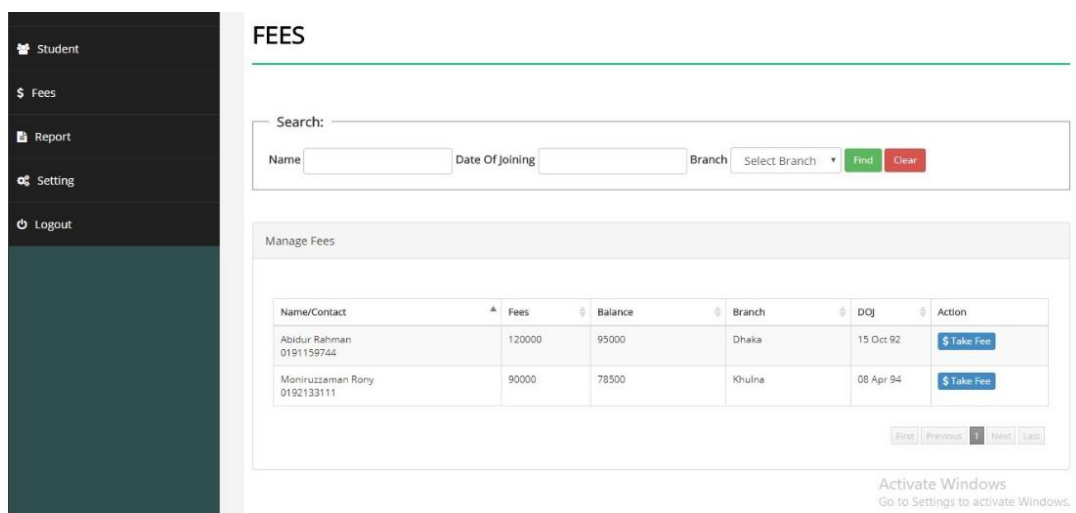 Student
$ Fees
Report
Setting
Logout
FEES
Search:
Name Date Of Joining Branch Select Branch Find Clear
Manage Fees
Name/Contact Fees Balance Branch DOJ Action
Abidur Rahman 120000 95000 Dhaka 15 Oct 92 $ Take Fee
0191159744
Moniruzzaman Rony 90000 78500 Khulna 08 Apr 94 $ Take Fee
0192133111
First Previous 1 Next Last
Activate Windows
Go to Settings to activate Windows.